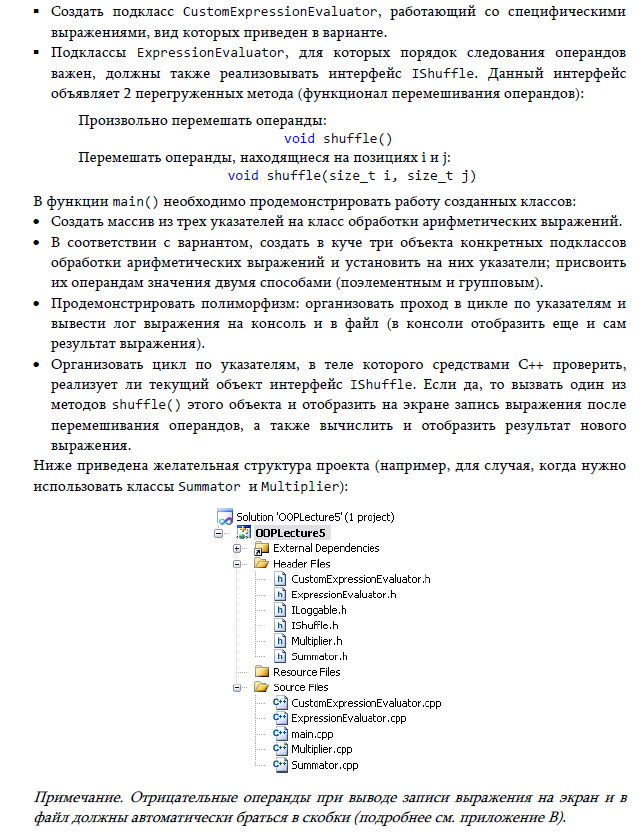 ▪ Создать подкласс CustomExpressionEvaluator, работающий со специфическими
выражениями, вид которых приведен в варианте.
▪ Подклассы ExpressionEvaluator, для которых порядок следования операндов
важен, должны также реализовывать интерфейс IShuffle. Данный интерфейс
объявляет 2 перегруженных метода (функционал перемешивания операндов):
Произвольно перемешать операнды:
void shuffle()
Перемешать операнды, находящиеся на позициях i и j:
void shuffle(size_t i, size_t j)
В функции main() необходимо продемонстрировать работу созданных классов:
• Создать массив из трех указателей на класс обработки арифметических выражений.
• В соответствии с вариантом, создать в куче три объекта конкретных подклассов
обработки арифметических выражений и установить на них указатели; присвоить
их операндам значения двумя способами (поэлементным и групповым).
• Продемонстрировать полиморфизм: организовать проход в цикле по указателям и
вывести лог выражения на консоль и в файл (в консоли отобразить еще и сам
результат выражения).
• Организовать цикл по указателям, в теле которого средствами C++ проверить,
реализует ли текущий объект интерфейс IShuffle. Если да, то вызвать один из
методов shuffle() этого объекта и отобразить на экране запись выражения после
перемешивания операндов, а также вычислить и отобразить результат нового
выражения.
Ниже приведена желательная структура проекта (например, для случая, когда нужно
использовать классы Summator и Multiplier):
Solution 'OOPLecture5' (1 project)
OOPLecture5
External Dependencies
Header Files
CustomExpressionEvaluator.h
ExpressionEvaluator.h
ILoggable.h
IShuffle.h
Multiplier.h
Summator.h
Resource Files
Source Files
CustomExpressionEvaluator.cpp
ExpressionEvaluator.cpp
main.cpp
Multiplier.cpp
Summator.cpp
Примечание. Отрицательные операнды при выводе записи выражения на экран и в
файл должны автоматически браться в скобки (подробнее см. приложение В).